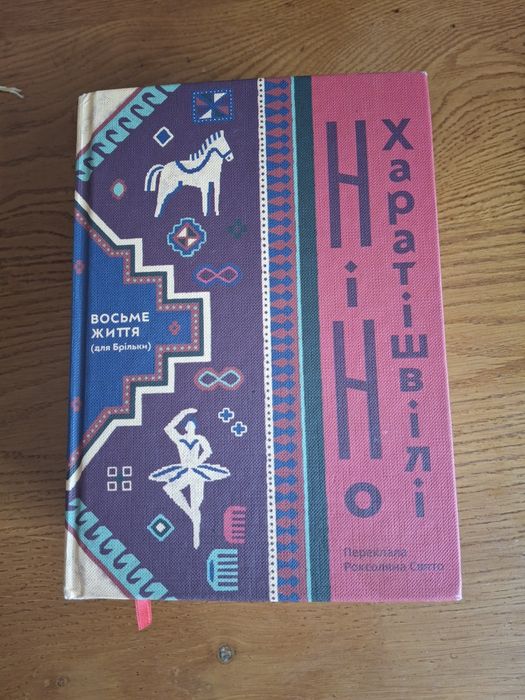 ВОСЬМЕ
ЖИТТЯ
(для Брільки)
Ніно
Харатішвілі
Переклала
Роксоляна Свято